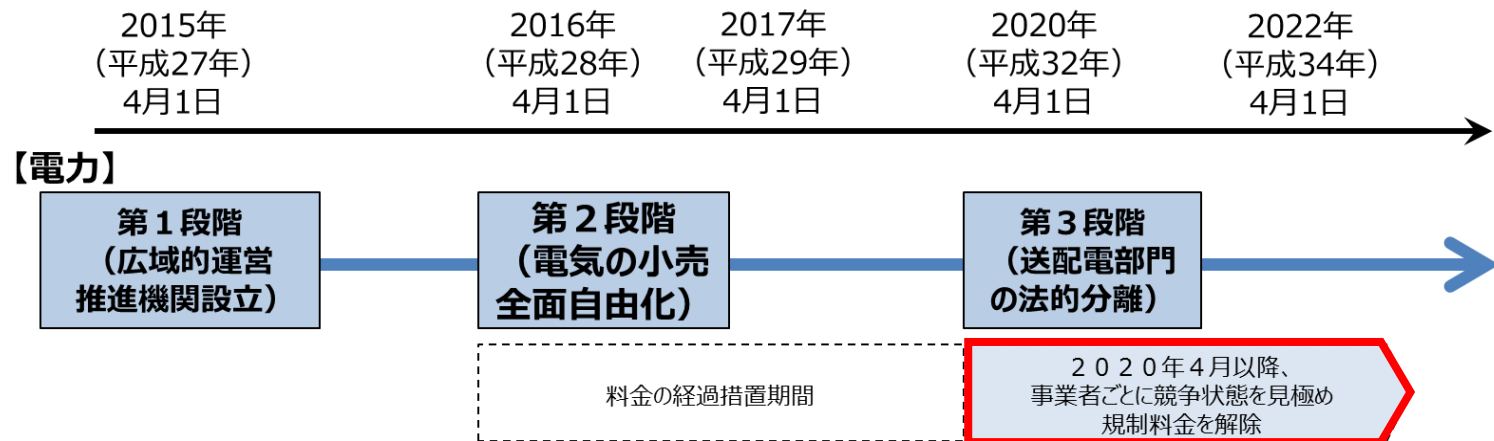 2015年
（平成27年）
4月1日
2016年
（平成28年）
4月1日
2017年
（平成29年）
4月1日
2020年
（平成32年）
4月1日
2022年
（平成34年）
4月1日
【電力】
第１段階
（広域的運営
推進機関設立）
第２段階
（電気の小売
全面自由化）
第３段階
（送配電部門
の法的分離）
料金の経過措置期間
２０２０年４月以降、
事業者ごとに競争状態を見極め
規制料金を解除